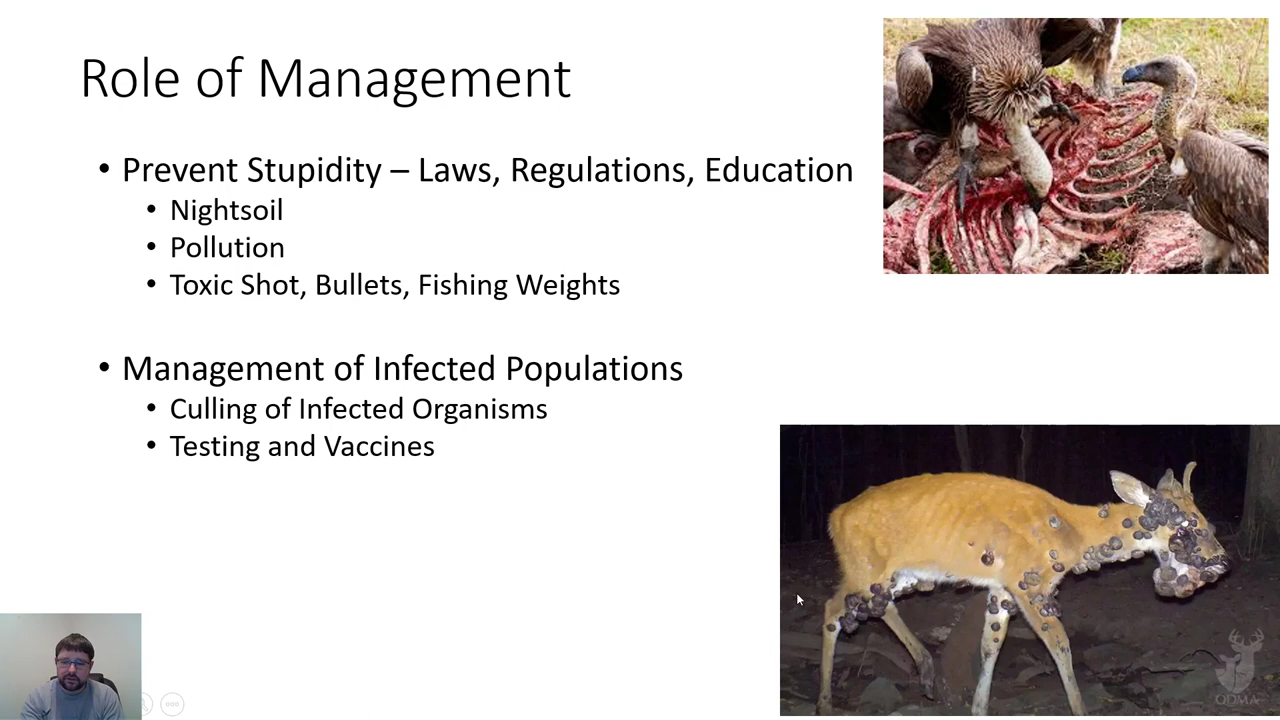 Role of Management
• Prevent Stupidity – Laws, Regulations, Education
• Nightsoil
• Pollution
• Toxic Shot, Bullets, Fishing Weights
• Management of Infected Populations
• Culling of Infected Organisms
• Testing and Vaccines
QDMA